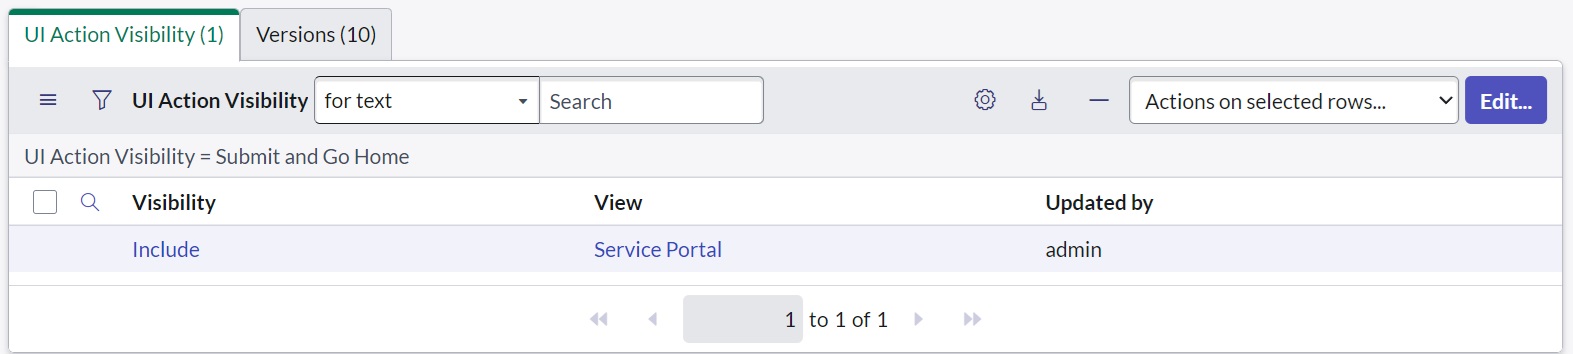 UI Action Visibility (1) Versions (10)
UI Action Visibility for text Search Actions on selected rows... Edit...
UI Action Visibility = Submit and Go Home
Visibility View Updated by
Include Service Portal admin
1 to 1 of 1